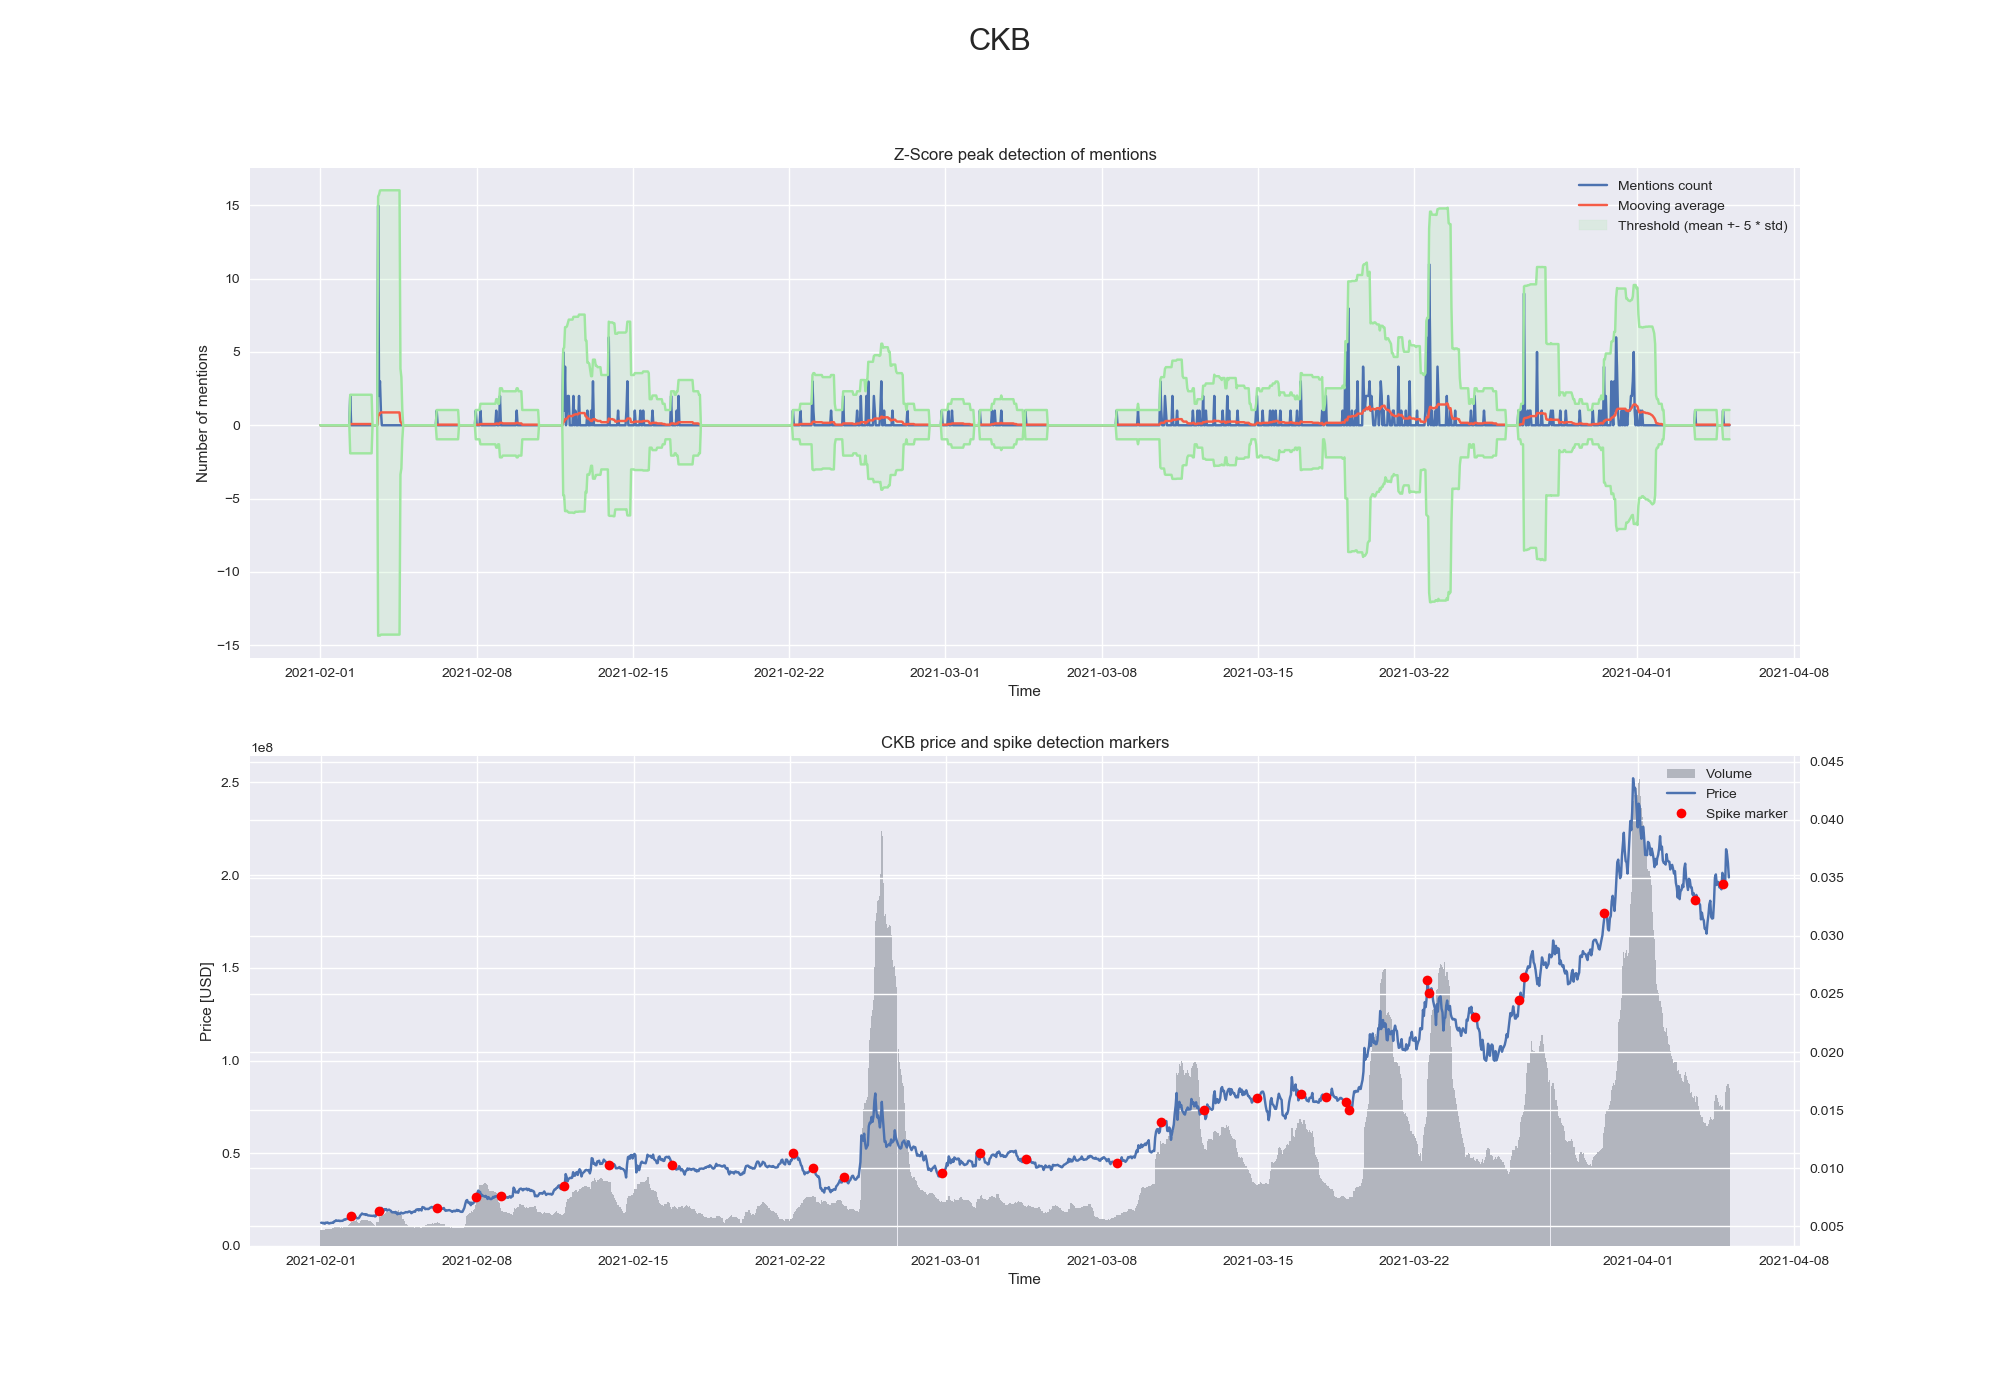 CKB
Z-Score peak detection of mentions
Mentions count
Mooving average
Threshold (mean +- 5 * std)
Number of mentions
15
10
5
0
−5
−10
−15
2021-02-01 2021-02-08 2021-02-15 2021-02-22 2021-03-01 2021-03-08 2021-03-15 2021-03-22 2021-04-01 2021-04-08
Time
CKB price and spike detection markers
1e8
Volume
Price
Spike marker
Price [USD]
2.5
2.0
1.5
1.0
0.5
0.0
0.045
0.040
0.035
0.030
0.025
0.020
0.015
0.010
0.005
2021-02-01 2021-02-08 2021-02-15 2021-02-22 2021-03-01 2021-03-08 2021-03-15 2021-03-22 2021-04-01 2021-04-08
Time